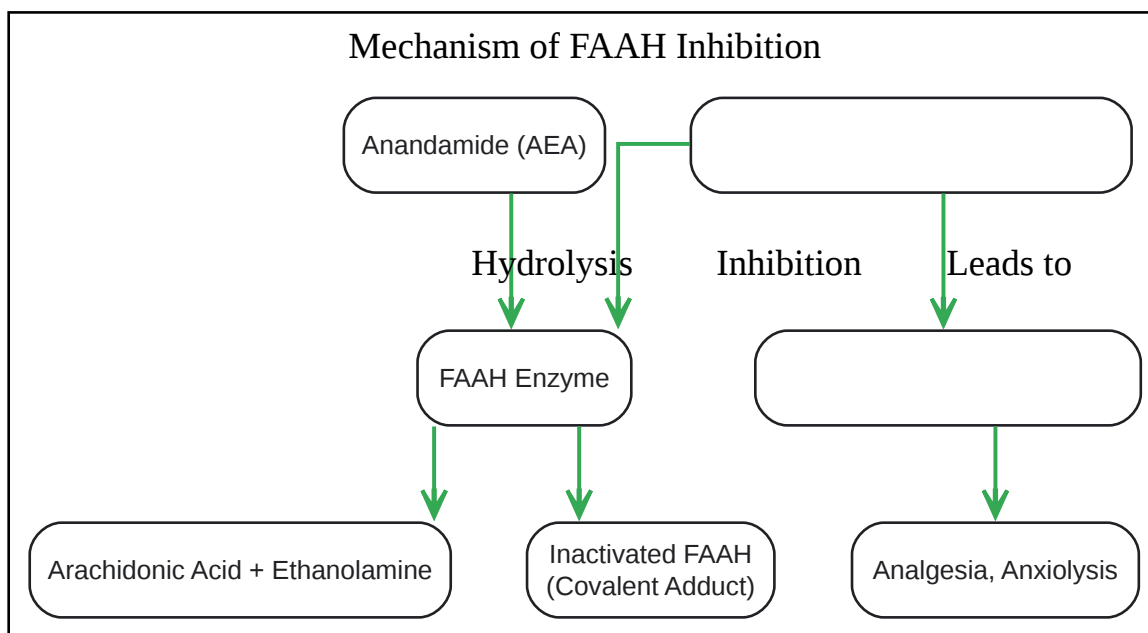 Mechanism of FAAH Inhibition
Anandamide (AEA)
Hydrolysis
Inhibition
Leads to
FAAH Enzyme
Arachidonic Acid + Ethanolamine
Inactivated FAAH
(Covalent Adduct)
Analgesia, Anxiolysis